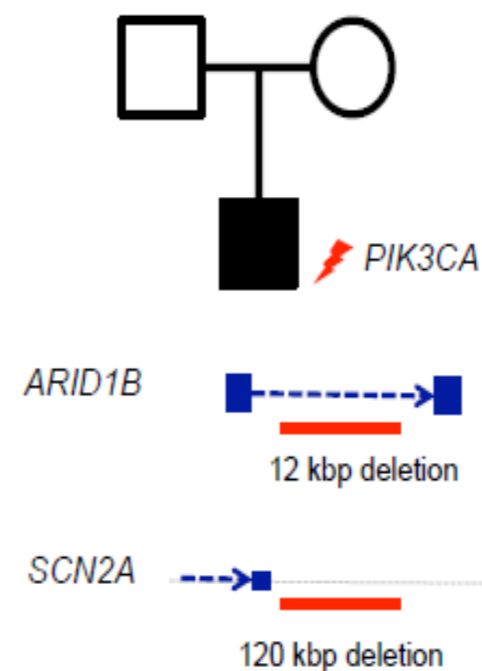 PIK3CA
ARID1B
12 kbp deletion
SCN2A
120 kbp deletion